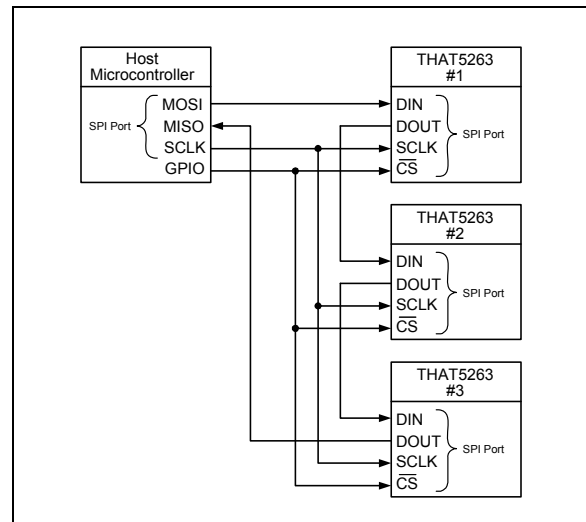 Host
Microcontroller
MOSI
MISO
SCLK
GPIO
SPI Port
THAT5263
#1
DIN
DOUT
SCLK
CS
SPI Port
THAT5263
#2
DIN
DOUT
SCLK
CS
SPI Port
THAT5263
#3
DIN
DOUT
SCLK
CS
SPI Port